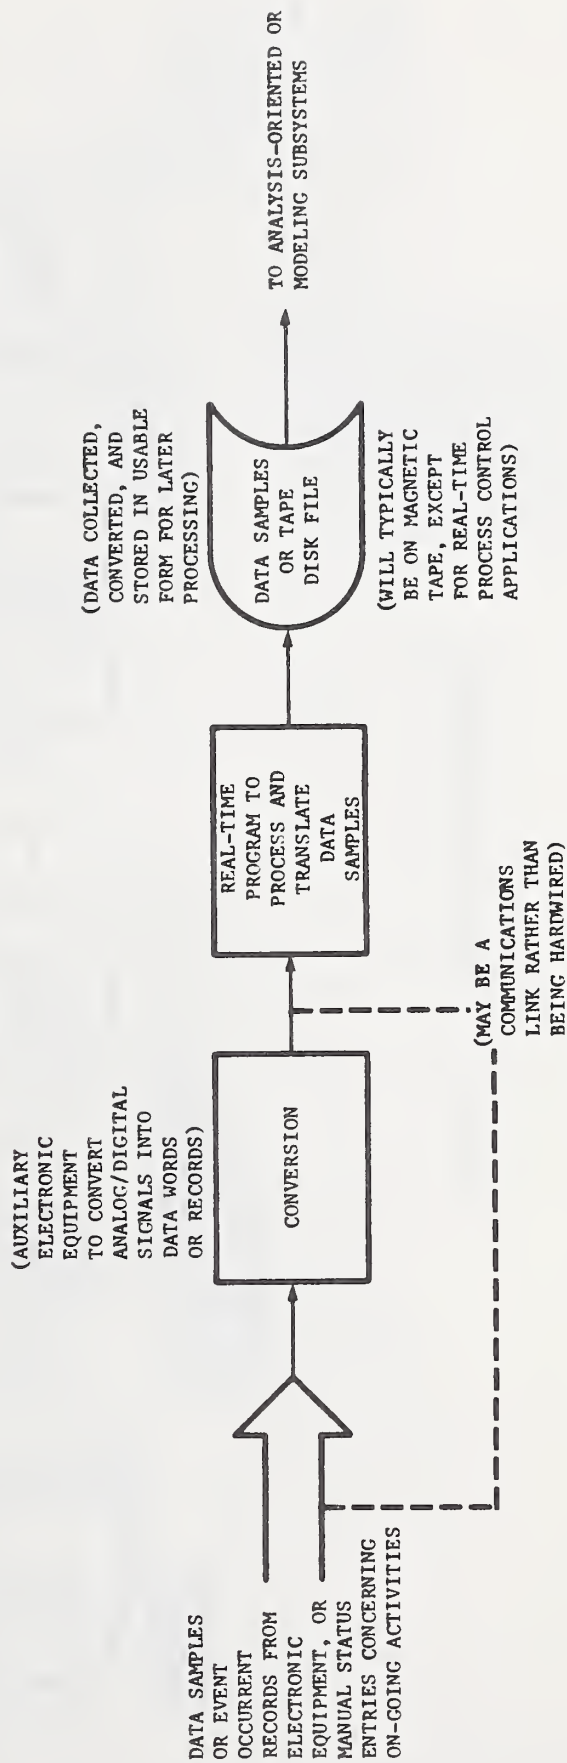 DATA SAMPLES
OR EVENT
OCCURRENT
RECORDS FROM
ELECTRONIC
EQUIPMENT, OR
MANUAL STATUS
ENTRIES CONCERNING
ON-GOING ACTIVITIES
(AUXILIARY
ELECTRONIC
EQUIPMENT
TO CONVERT
ANALOG/DIGITAL
SIGNALS INTO
DATA WORDS
OR RECORDS)
CONVERSION
(MAY BE A
COMMUNICATIONS
LINK RATHER THAN
BEING HARDWIRED)
REAL-TIME
PROGRAM TO
PROCESS AND
TRANSLATE
DATA
SAMPLES
(DATA COLLECTED,
CONVERTED, AND
STORED IN USABLE
FORM FOR LATER
PROCESSING)
DATA SAMPLES
OR TAPE
DISK FILE
(WILL TYPICALLY
BE ON MAGNETIC
TAPE, EXCEPT
FOR REAL-TIME
PROCESS CONTROL
APPLICATIONS)
TO ANALYSIS-ORIENTED OR
MODELING SUBSYSTEMS